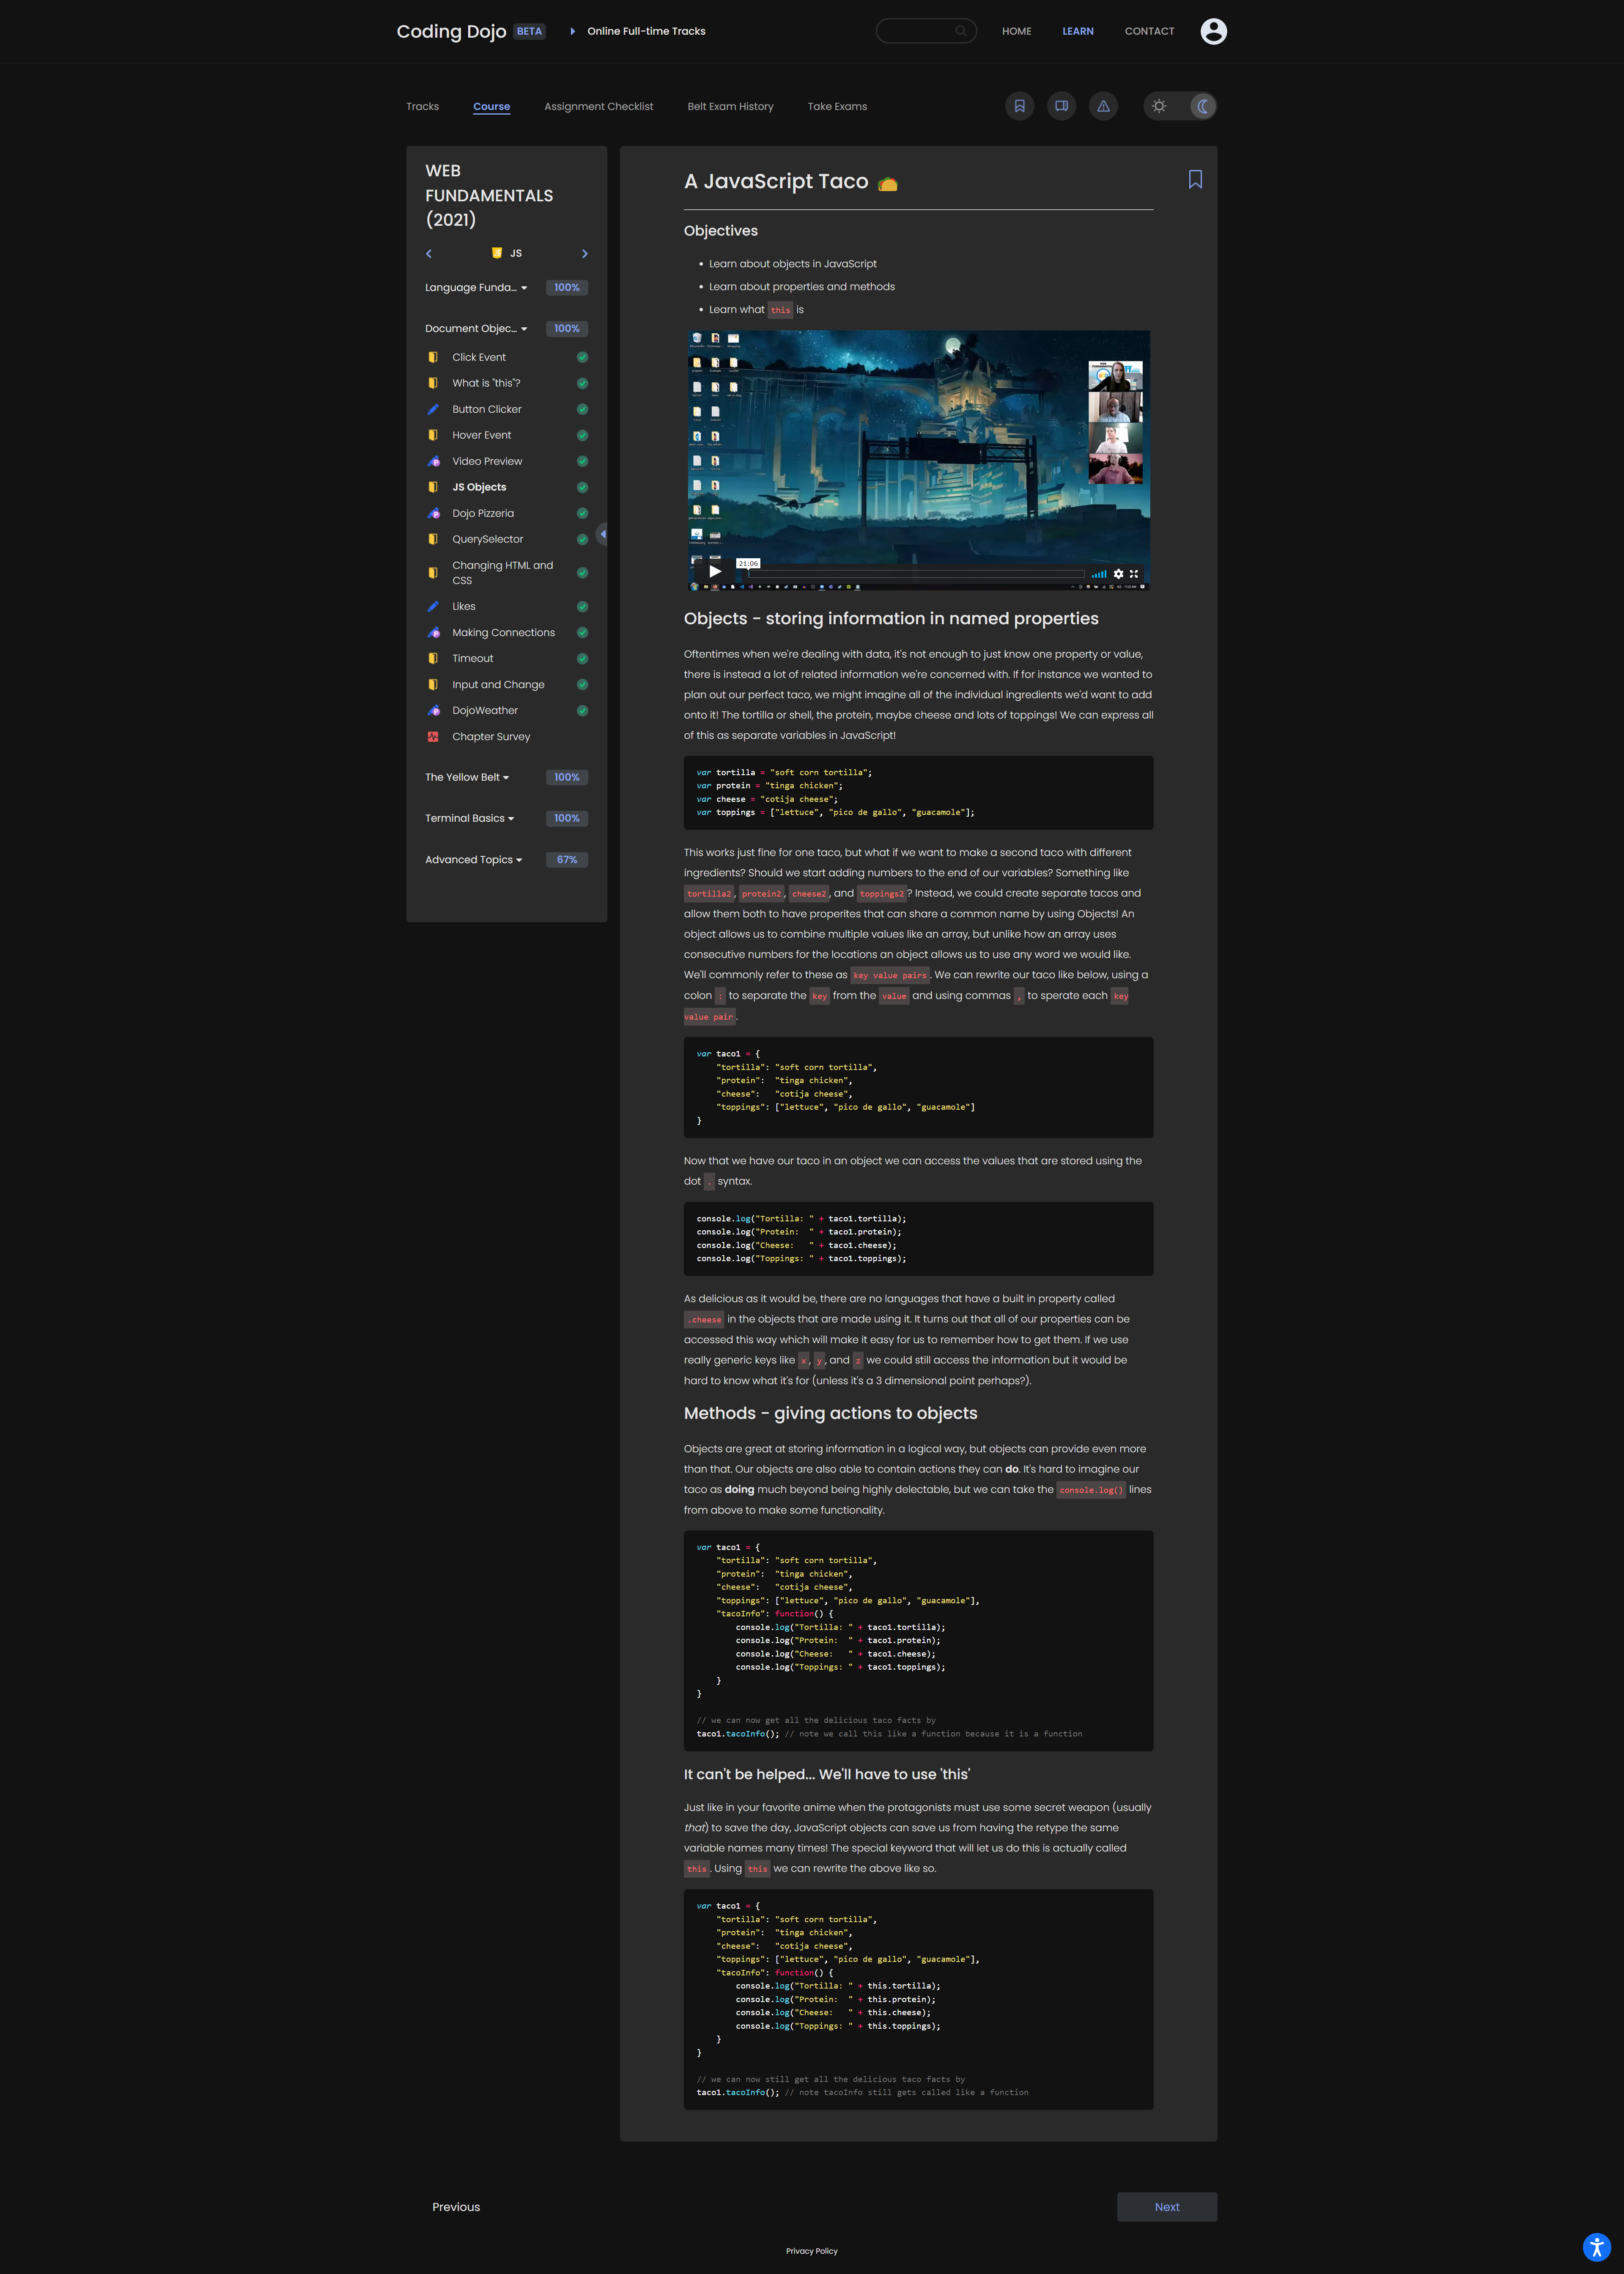 Coding Dojo BETA
Online Full-time Tracks
HOME
LEARN
CONTACT
Tracks
Course
Assignment Checklist
Belt Exam History
Take Exams
WEB
FUNDAMENTALS
(2021)
JS
Language Funda... 100%
Document Objec... 100%
Click Event
What is "this"?
Button Clicker
Hover Event
Video Preview
JS Objects
Dojo Pizzeria
QuerySelector
Changing HTML and
CSS
Likes
Making Connections
Timeout
Input and Change
DojoWeather
Chapter Survey
The Yellow Belt 100%
Terminal Basics 100%
Advanced Topics 67%
A JavaScript Taco
Objectives
Learn about objects in JavaScript
Learn about properties and methods
Learn what this is
21:06
Objects - storing information in named properties
Oftentimes when we're dealing with data, it's not enough to just know one property or value,
there is instead a lot of related information we're concerned with. If for instance we wanted to
plan out our perfect taco, we might imagine all of the individual ingredients we'd want to add
onto it! The tortilla or shell, the protein, maybe cheese and lots of toppings! We can express all
of this as separate variables in JavaScript!
var tortilla = "soft corn tortilla";
var protein = "tinga chicken";
var cheese = "cotija cheese";
var toppings = ["lettuce", "pico de gallo", "guacamole"];
This works just fine for one taco, but what if we want to make a second taco with different
ingredients? Should we start adding numbers to the end of our variables? Something like
tortilla2, protein2, cheese2, and toppings2? Instead, we could create separate tacos and
allow them both to have properites that can share a common name by using Objects! An
object allows us to combine multiple values like an array, but unlike how an array uses
consecutive numbers for the locations an object allows us to use any word we would like.
We'll commonly refer to these as key value pairs. We can rewrite our taco like below, using a
colon : to separate the key from the value and using commas , to sperate each key
value pair.
var taco1 = {
    "tortilla": "soft corn tortilla",
    "protein":  "tinga chicken",
    "cheese":   "cotija cheese",
    "toppings": ["lettuce", "pico de gallo", "guacamole"]
}
Now that we have our taco in an object we can access the values that are stored using the
dot . syntax.
console.log("Tortilla: " + taco1.tortilla);
console.log("Protein:  " + taco1.protein);
console.log("Cheese:   " + taco1.cheese);
console.log("Toppings: " + taco1.toppings);
As delicious as it would be, there are no languages that have a built in property called
.cheese in the objects that are made using it. It turns out that all of our properties can be
accessed this way which will make it easy for us to remember how to get them. If we use
really generic keys like x, y, and z we could still access the information but it would be
hard to know what it's for (unless it's a 3 dimensional point perhaps?).
Methods - giving actions to objects
Objects are great at storing information in a logical way, but objects can provide even more
than that. Our objects are also able to contain actions they can do. It's hard to imagine our
taco as doing much beyond being highly delectable, but we can take the console.log() lines
from above to make some functionality.
var taco1 = {
    "tortilla": "soft corn tortilla",
    "protein":  "tinga chicken",
    "cheese":   "cotija cheese",
    "toppings": ["lettuce", "pico de gallo", "guacamole"],
    "tacoInfo": function() {
        console.log("Tortilla: " + taco1.tortilla);
        console.log("Protein:  " + taco1.protein);
        console.log("Cheese:   " + taco1.cheese);
        console.log("Toppings: " + taco1.toppings);
    }
}
// we can now get all the delicious taco facts by
taco1.tacoInfo(); // note we call this like a function because it is a function
It can't be helped... We'll have to use 'this'
Just like in your favorite anime when the protagonists must use some secret weapon (usually
that) to save the day, JavaScript objects can save us from having the retype the same
variable names many times! The special keyword that will let us do this is actually called
this. Using this we can rewrite the above like so.
var taco1 = {
    "tortilla": "soft corn tortilla",
    "protein":  "tinga chicken",
    "cheese":   "cotija cheese",
    "toppings": ["lettuce", "pico de gallo", "guacamole"],
    "tacoInfo": function() {
        console.log("Tortilla: " + this.tortilla);
        console.log("Protein:  " + this.protein);
        console.log("Cheese:   " + this.cheese);
        console.log("Toppings: " + this.toppings);
    }
}
// we can now still get all the delicious taco facts by
taco1.tacoInfo(); // note tacoInfo still gets called like a function
Previous
Next
Privacy Policy